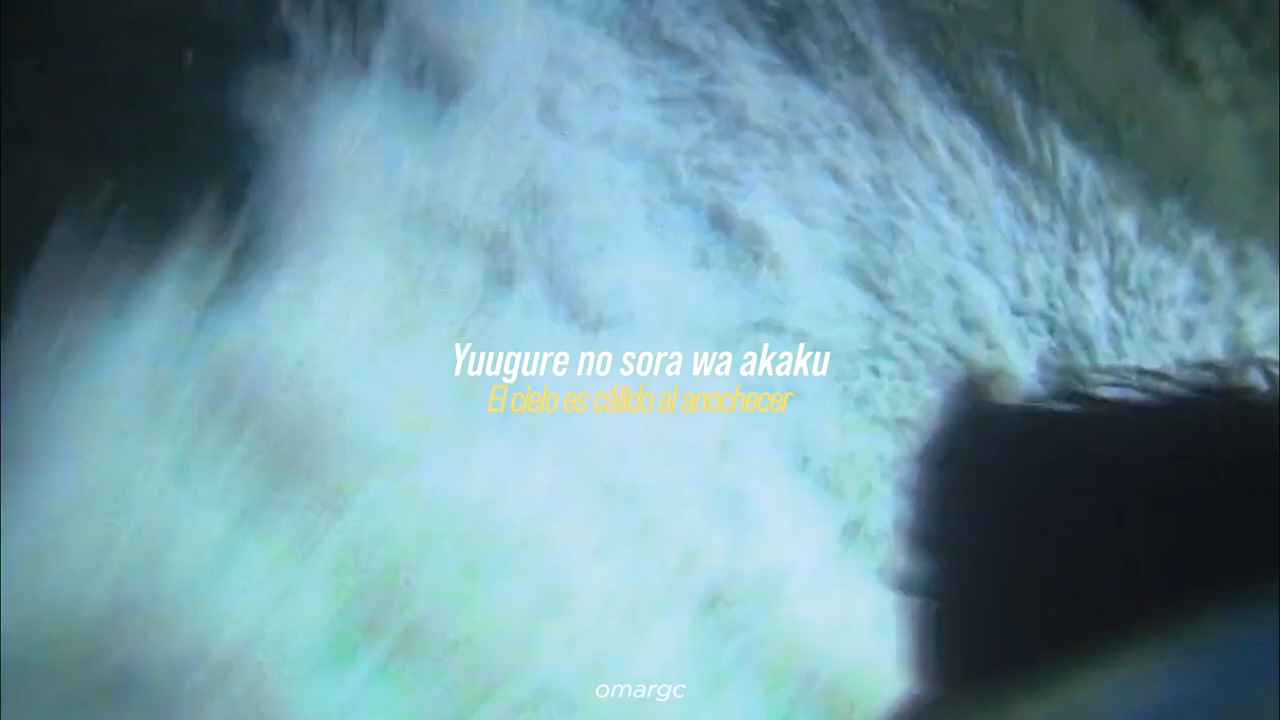 Yuugure no sora wa akaku
El cielo es cálido al anochecer
omargc